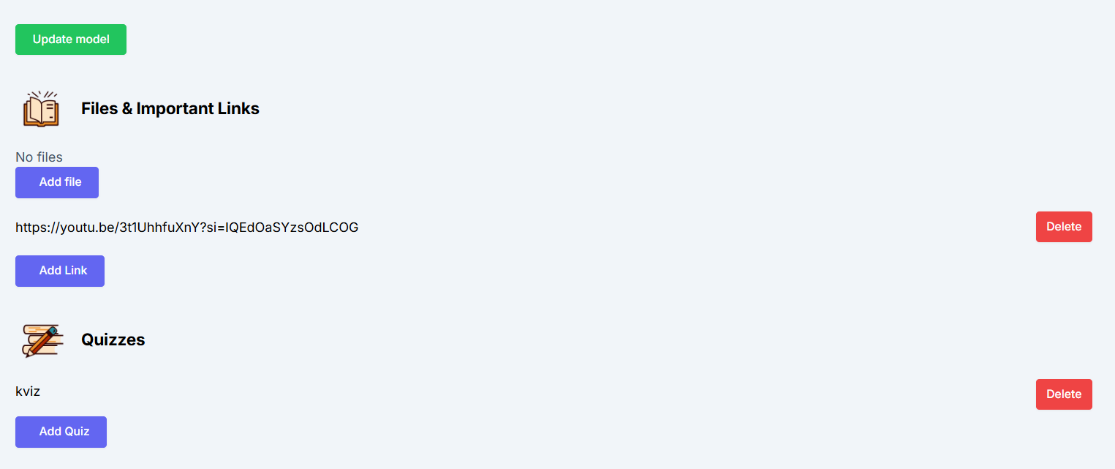 Update model
Files & Important Links
No files
Add file
https://youtu.be/3t1UhhfuXnY?si=IQEdOaSYzsOdLCOG
Delete
Add Link
Quizzes
kviz
Delete
Add Quiz